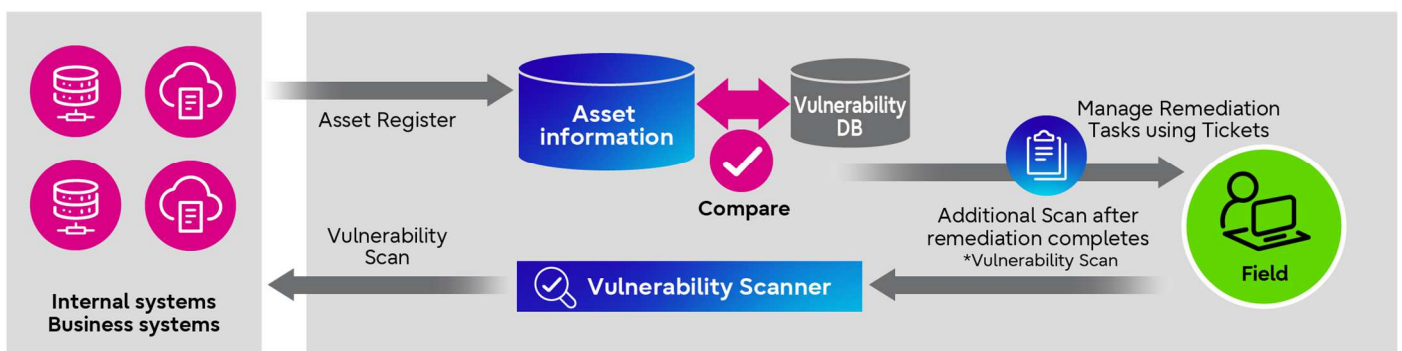 Asset Register
Asset
information
Vulnerability
DB
Compare
Manage Remediation
Tasks using Tickets
Additional Scan after
remediation completes
*Vulnerability Scan
Field
Vulnerability
Scan
Vulnerability Scanner
Internal systems
Business systems